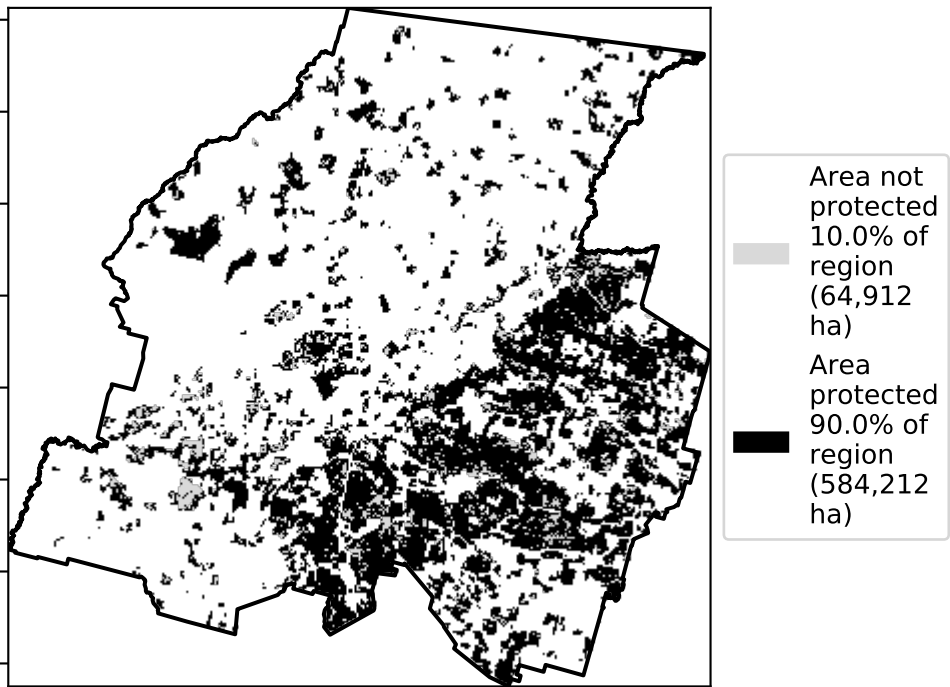 Area not
protected
10.0% of
region
(64,912
ha)
Area
protected
90.0% of
region
(584,212
ha)